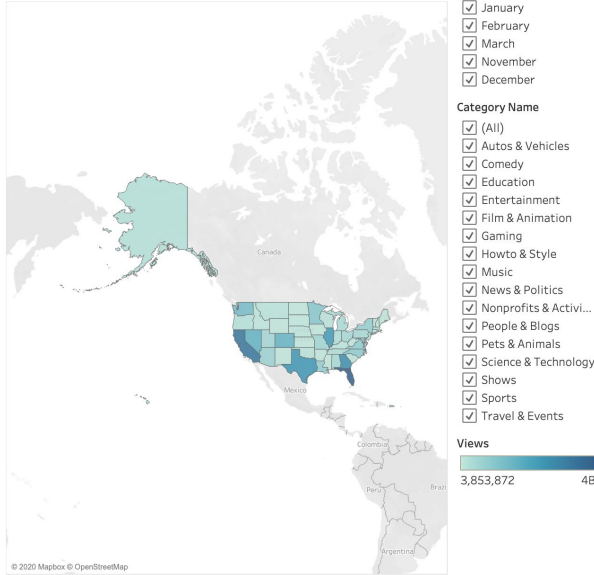 January
February
March
November
December
Category Name
(All)
Autos & Vehicles
Comedy
Education
Entertainment
Film & Animation
Gaming
Howto & Style
Music
News & Politics
Nonprofits & Activi...
People & Blogs
Pets & Animals
Science & Technology
Shows
Sports
Travel & Events
Views
3,853,872 4B
Canada
Mexico
Colombia
Peru
Brazi
Argentina
© 2020 Mapbox © OpenStreetMap